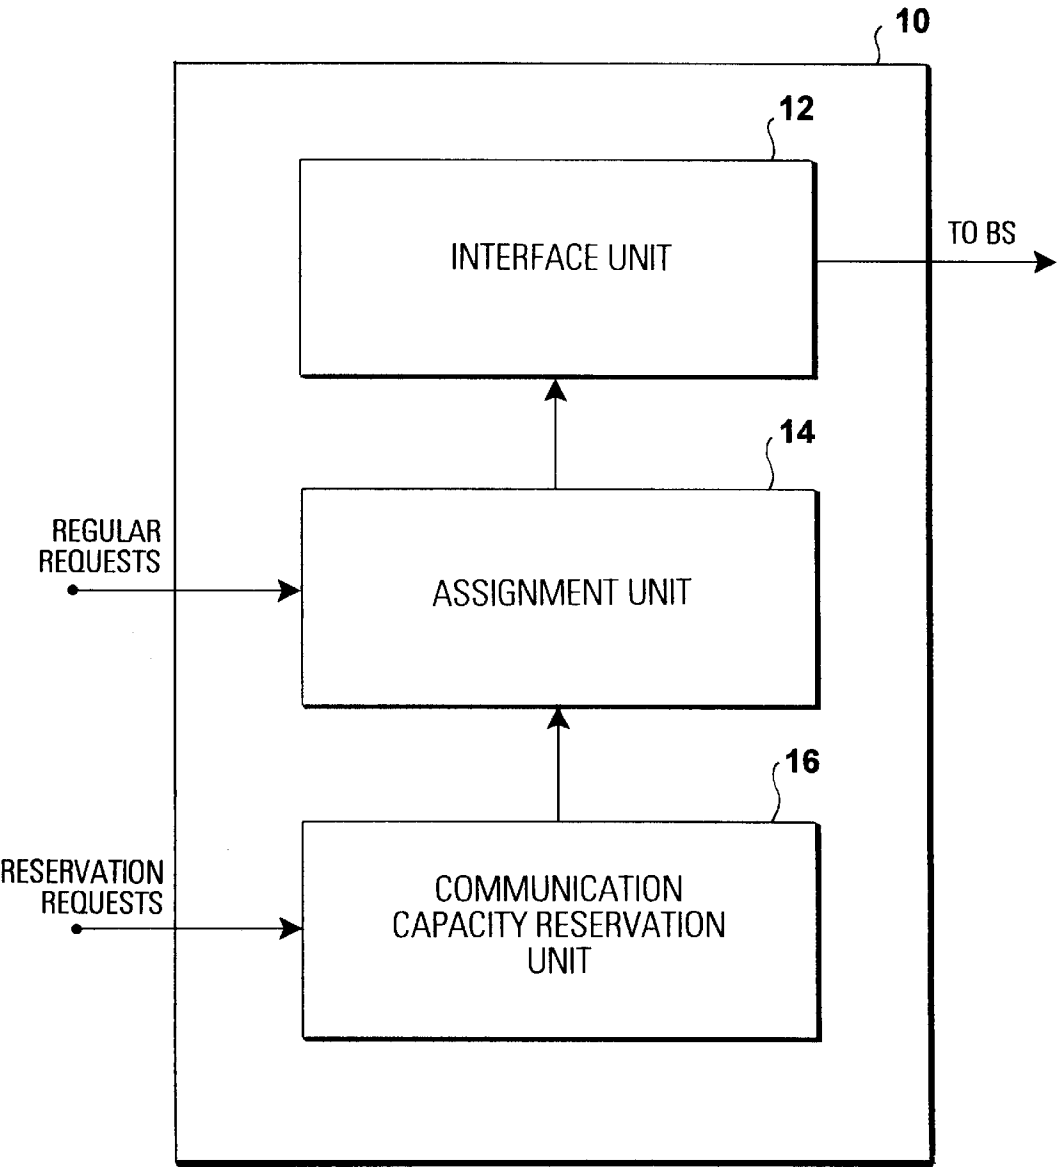 10
12
INTERFACE UNIT
TO BS
14
REGULAR
REQUESTS
ASSIGNMENT UNIT
16
RESERVATION
REQUESTS
COMMUNICATION
CAPACITY RESERVATION
UNIT